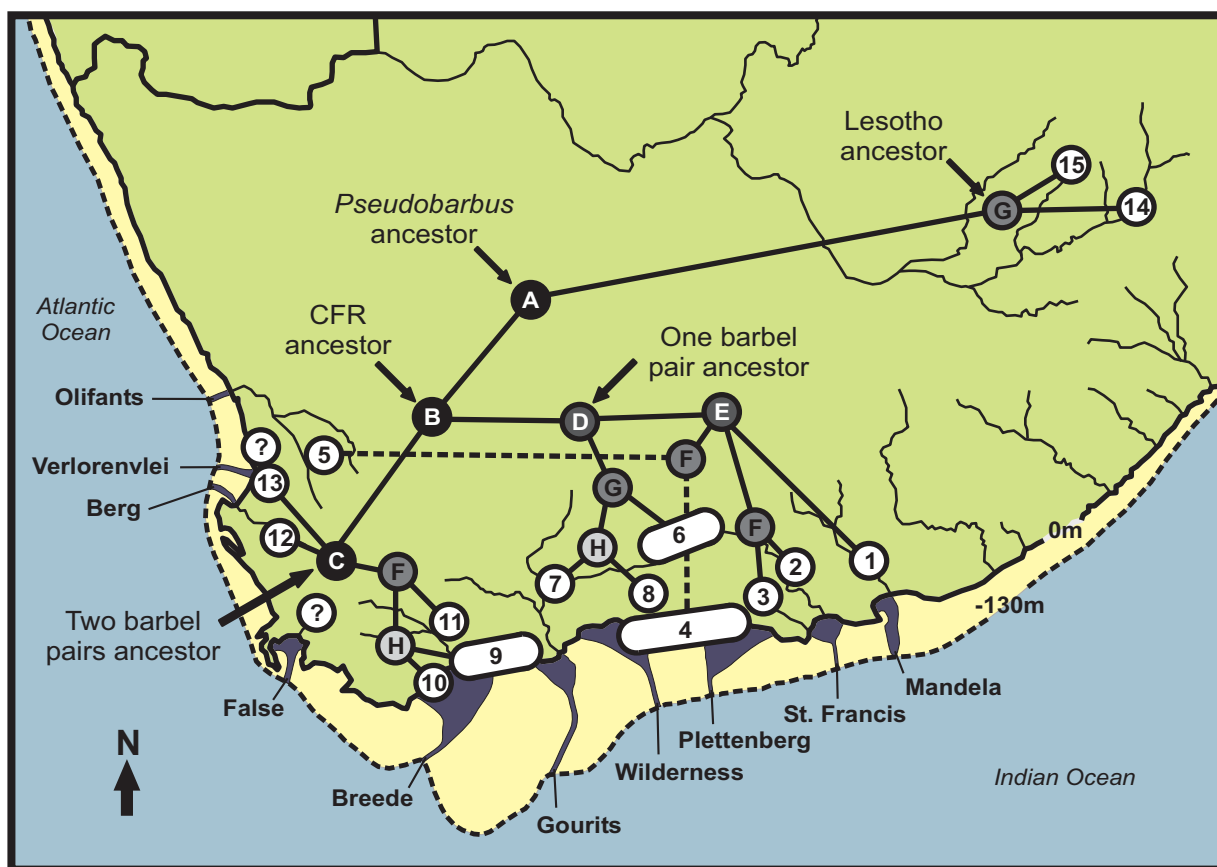 Lesotho
ancestor
15
G
14
Pseudobarbus
ancestor
A
Atlantic
Ocean
CFR
ancestor
One barbel
pair ancestor
Olifants
B
D
E
?
5
F
Verlorenvlei
13
G
Berg
12
6
F
0m
C
F
H
2
1
Two barbel
pairs ancestor
?
11
7
8
3
-130m
H
9
4
10
False
Mandela
St. Francis
Plettenberg
N
Wilderness
Breede
Gourits
Indian Ocean